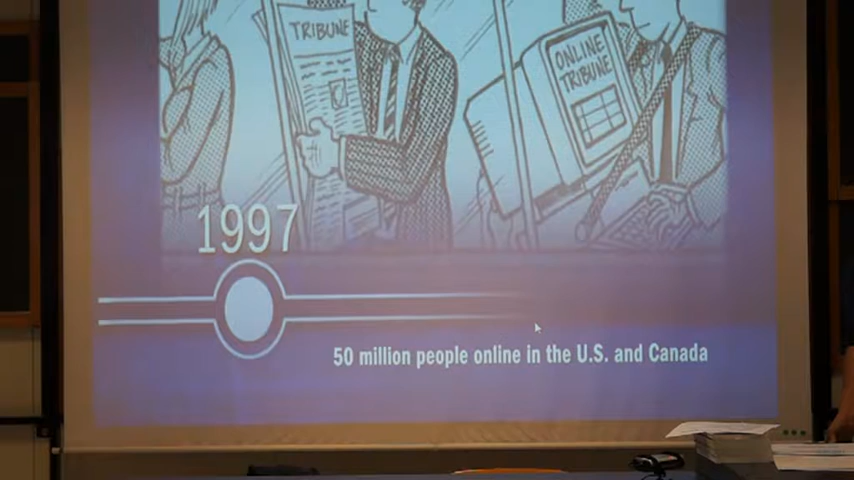 TRIBUNE
ONLINE
TRIBUNE
1997
50 million people online in the U.S. and Canada